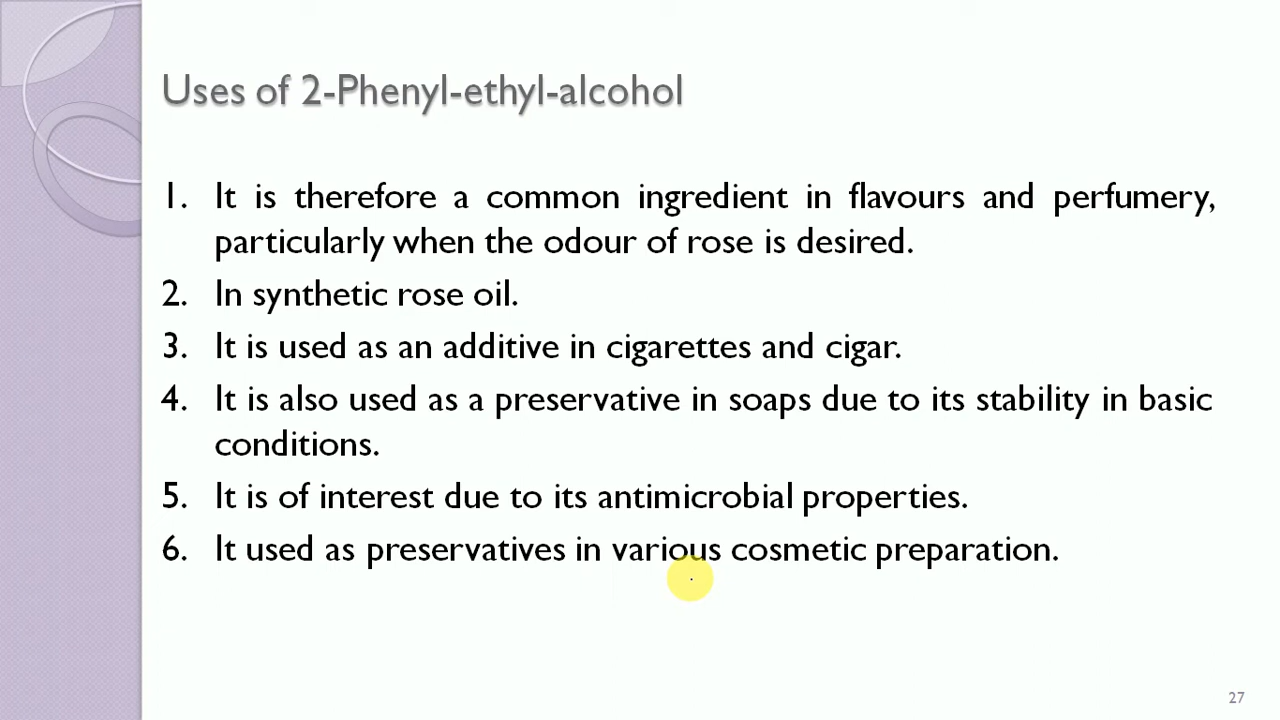 Uses of 2-Phenyl-ethyl-alcohol
1. It is therefore a common ingredient in flavours and perfumery,
particularly when the odour of rose is desired.
2. In synthetic rose oil.
3. It is used as an additive in cigarettes and cigar.
4. It is also used as a preservative in soaps due to its stability in basic
conditions.
5. It is of interest due to its antimicrobial properties.
6. It used as preservatives in various cosmetic preparation.
27